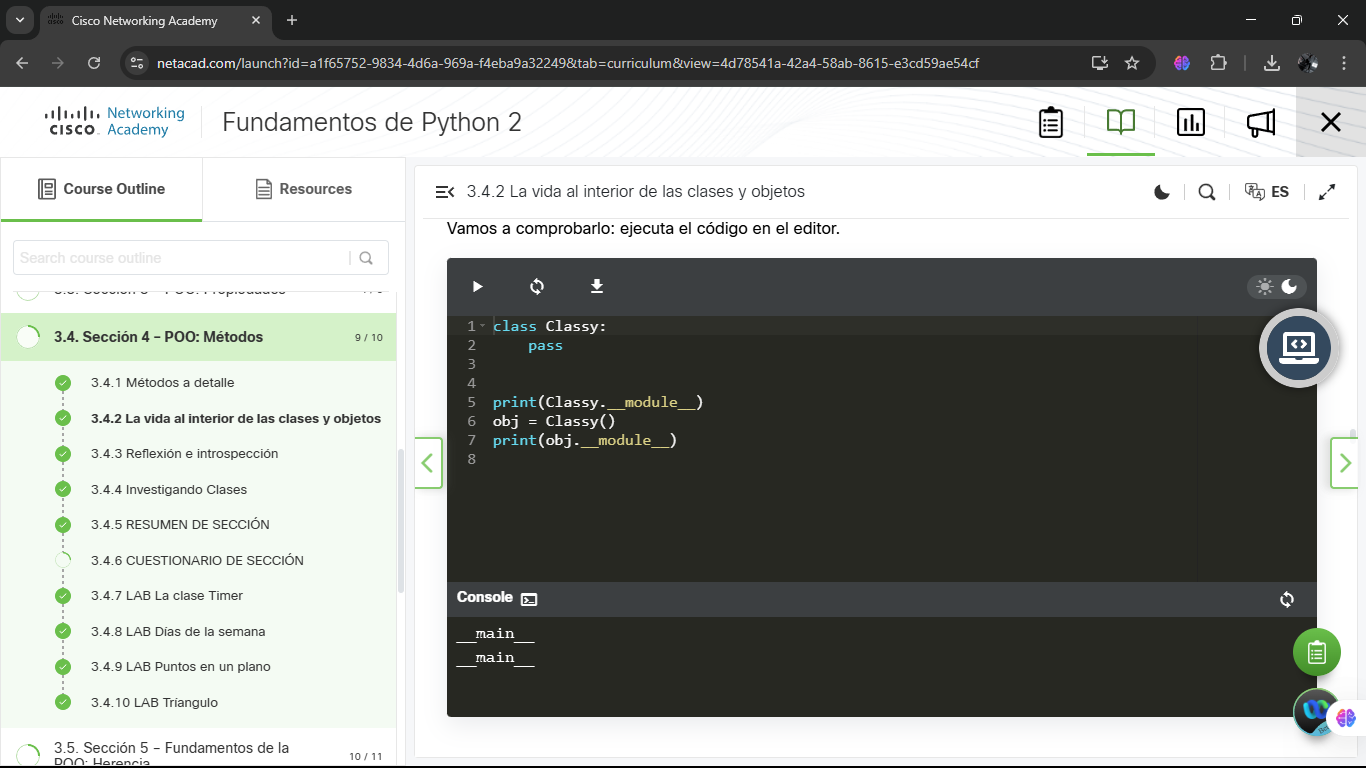 Cisco Networking Academy
netacad.com/launch?id=a1f65752-9834-4d6a-969a-f4eba9a32249&tab=curriculum&view=4d78541a-42a4-58ab-8615-e3cd59ae54cf
CISCO Networking Academy
Fundamentos de Python 2
Course Outline
Resources
Search course outline
3.4. Sección 4 – POO: Métodos 9 / 10
3.4.1 Métodos a detalle
3.4.2 La vida al interior de las clases y objetos
3.4.3 Reflexión e introspección
3.4.4 Investigando Clases
3.4.5 RESUMEN DE SECCIÓN
3.4.6 CUESTIONARIO DE SECCIÓN
3.4.7 LAB La clase Timer
3.4.8 LAB Días de la semana
3.4.9 LAB Puntos en un plano
3.4.10 LAB Tríangulo
3.5. Sección 5 – Fundamentos de la 10 / 11
POO: Herencia
3.4.2 La vida al interior de las clases y objetos
ES
Vamos a comprobarlo: ejecuta el código en el editor.
1 class Classy:
2     pass
3
4
5 print(Classy.__module__)
6 obj = Classy()
7 print(obj.__module__)
8
Console
__main__
__main__